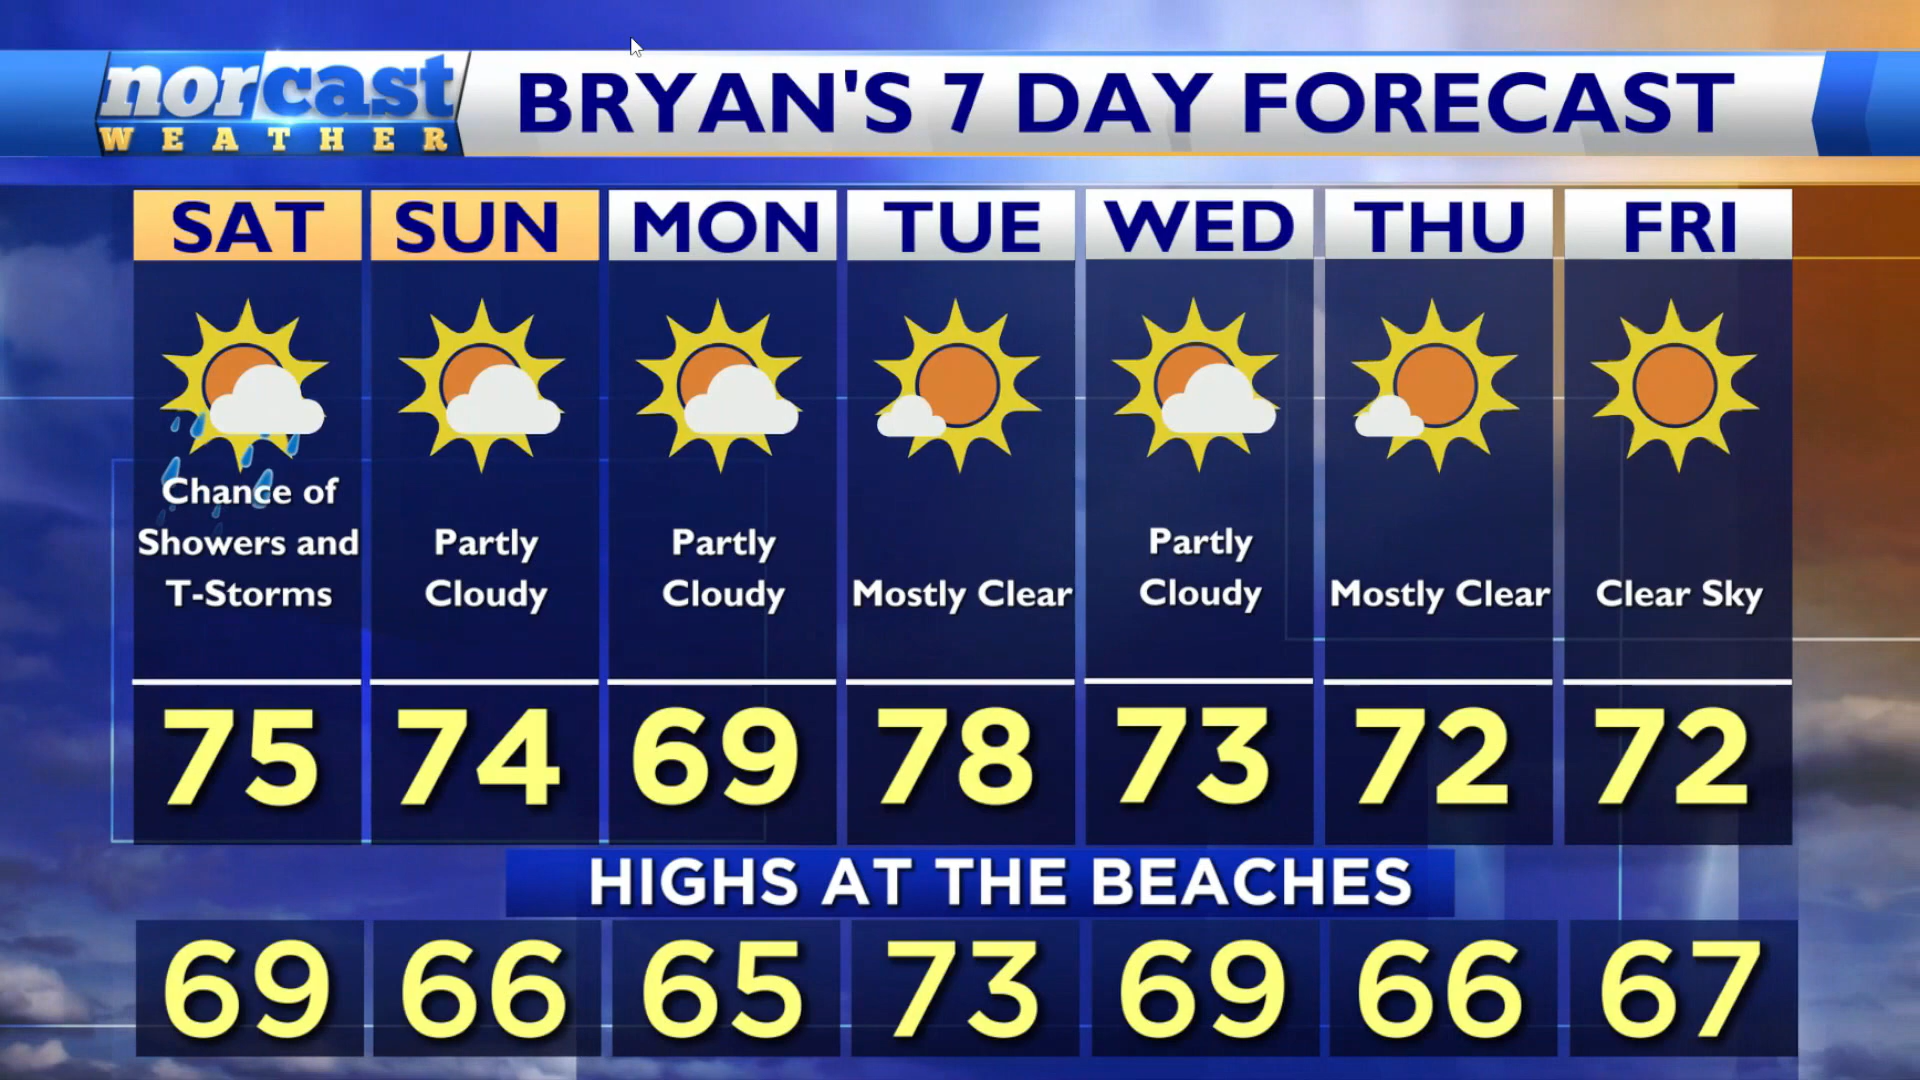 norcast
WEATHER
BRYAN'S 7 DAY FORECAST
SAT SUN MON TUE WED THU FRI
Chance of
Showers and
T-Storms
Partly
Cloudy
Partly
Cloudy
Mostly Clear
Partly
Cloudy
Mostly Clear
Clear Sky
75 74 69 78 73 72 72
HIGHS AT THE BEACHES
69 66 65 73 69 66 67